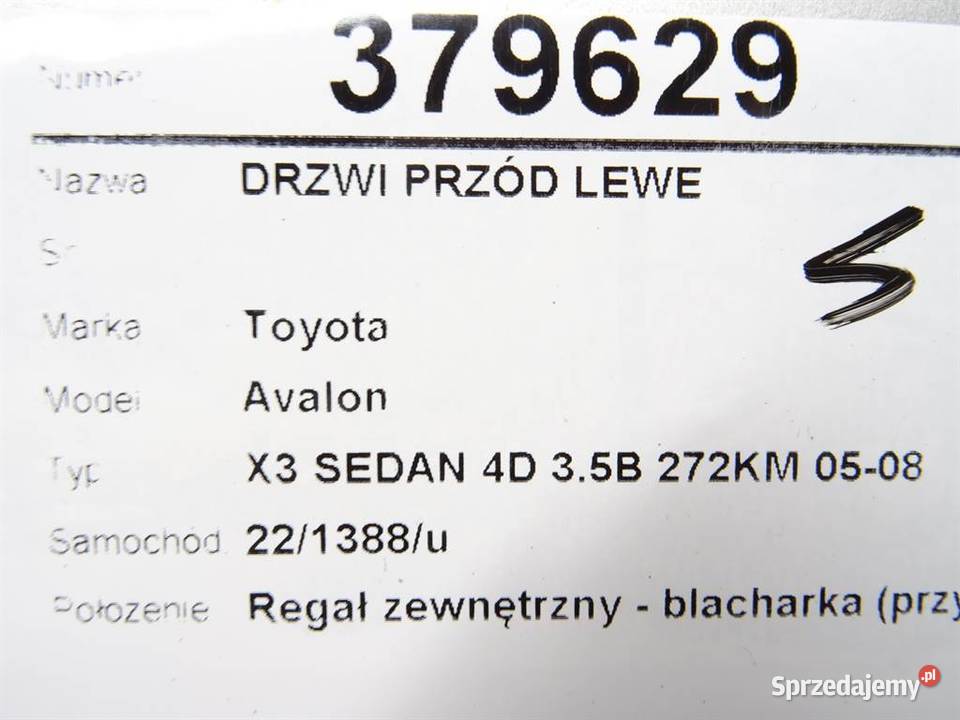 Numer 379629
Nazwa DRZWI PRZÓD LEWE
S
Marka Toyota
Model Avalon
Typ X3 SEDAN 4D 3.5B 272KM 05-08
Samochód 22/1388/u
Położenie Regał zewnętrzny - blacharka (przy
Sprzedajemy.pl